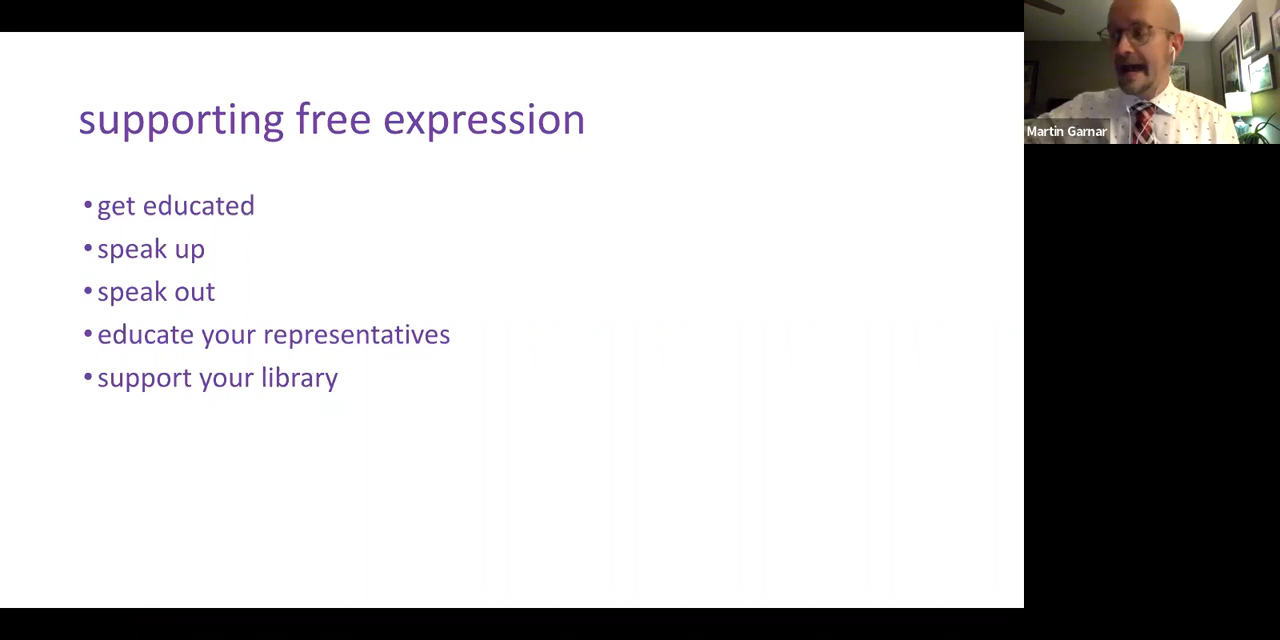 supporting free expression
•get educated
•speak up
•speak out
•educate your representatives
•support your library
Martin Garnar